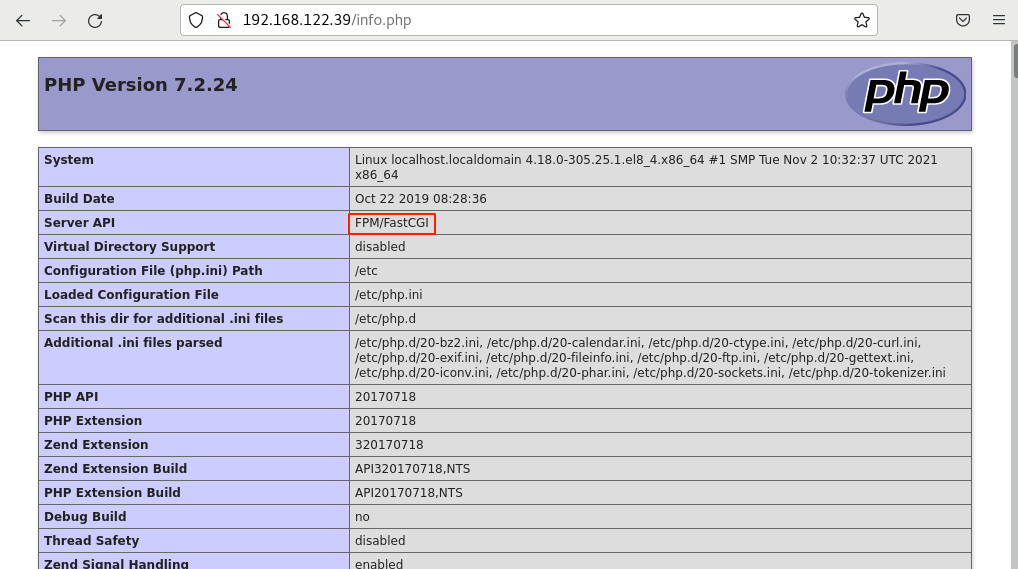 192.168.122.39/info.php
PHP Version 7.2.24
php
System
Linux localhost.localdomain 4.18.0-305.25.1.el8_4.x86_64 #1 SMP Tue Nov 2 10:32:37 UTC 2021
x86_64
Build Date
Oct 22 2019 08:28:36
Server API
FPM/FastCGI
Virtual Directory Support
disabled
Configuration File (php.ini) Path
/etc
Loaded Configuration File
/etc/php.ini
Scan this dir for additional .ini files
/etc/php.d
Additional .ini files parsed
/etc/php.d/20-bz2.ini, /etc/php.d/20-calendar.ini, /etc/php.d/20-ctype.ini, /etc/php.d/20-curl.ini,
/etc/php.d/20-exif.ini, /etc/php.d/20-fileinfo.ini, /etc/php.d/20-ftp.ini, /etc/php.d/20-gettext.ini,
/etc/php.d/20-iconv.ini, /etc/php.d/20-phar.ini, /etc/php.d/20-sockets.ini, /etc/php.d/20-tokenizer.ini
PHP API
20170718
PHP Extension
20170718
Zend Extension
320170718
Zend Extension Build
API320170718,NTS
PHP Extension Build
API20170718,NTS
Debug Build
no
Thread Safety
disabled
Zend Signal Handling
enabled